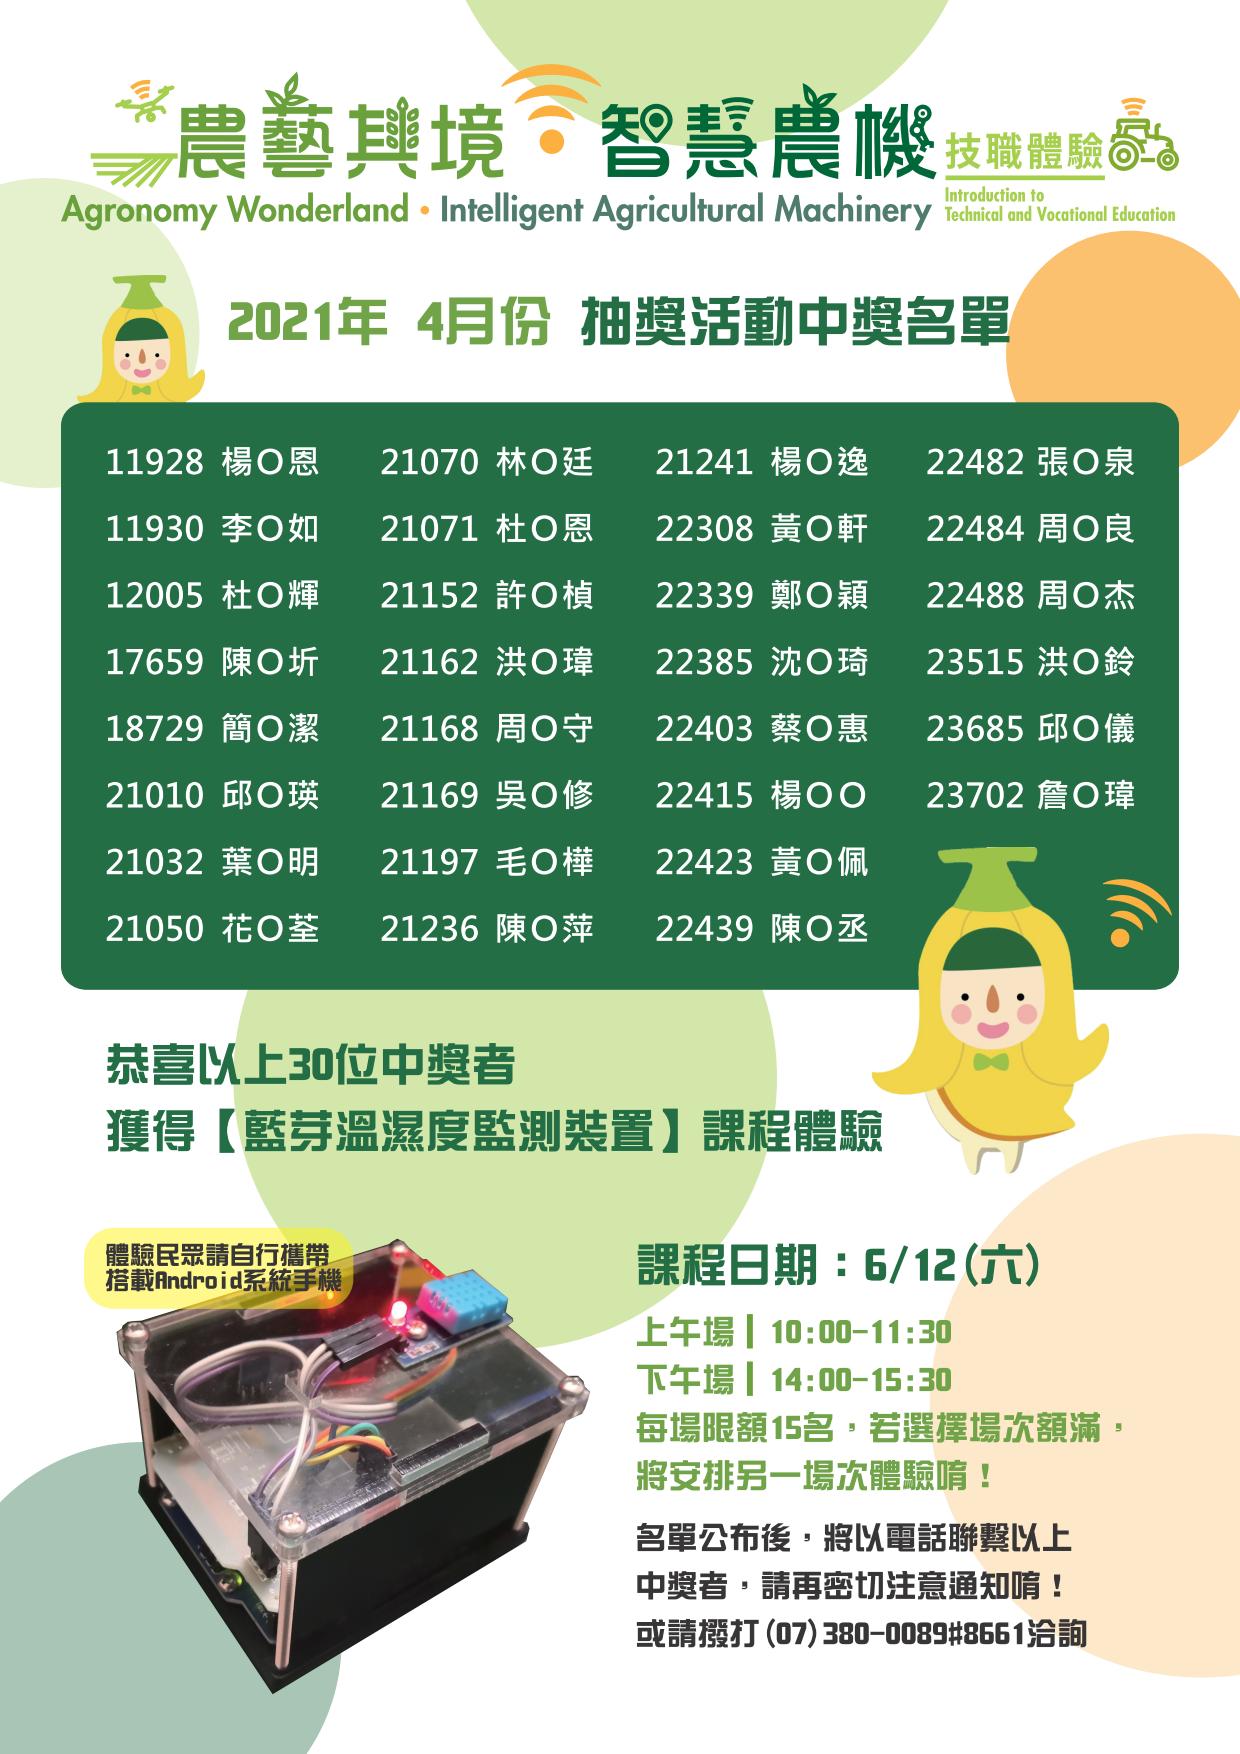 農藝其境 智慧農機 技職體驗
Agronomy Wonderland • Intelligent Agricultural Machinery
Introduction to
Technical and Vocational Education
2021年 4月份 抽獎活動中獎名單
11928 楊O恩 21070 林O廷 21241 楊O逸 22482 張O泉
11930 李O如 21071 杜O恩 22308 黃O軒 22484 周O良
12005 杜O輝 21152 許O楨 22339 鄭O穎 22488 周O杰
17659 陳O圻 21162 洪O瑋 22385 沈O琦 23515 洪O鈴
18729 簡O潔 21168 周O守 22403 蔡O惠 23685 邱O儀
21010 邱O瑛 21169 吳O修 22415 楊OO 23702 詹O瑋
21032 葉O明 21197 毛O樺 22423 黃O佩
21050 花O荃 21236 陳O萍 22439 陳O丞
恭喜以上30位中獎者
獲得【藍芽溫濕度監測裝置】課程體驗
體驗民眾請自行攜帶
搭載Android系統手機
課程日期：6/12(六)
上午場| 10:00-11:30
下午場| 14:00-15:30
每場限額15名，若選擇場次額滿，
將安排另一場次體驗唷！
名單公布後，將以電話聯繫以上
中獎者，請再密切注意通知唷！
或請撥打(07)380-0089#8661洽詢